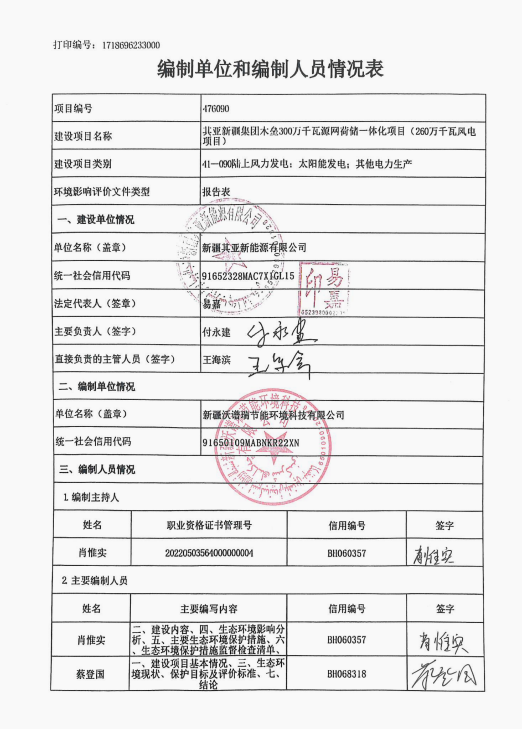 打印编号：1718696233000
编制单位和编制人员情况表
项目编号 476090
建设项目名称 其亚新疆集团木垒300万千瓦源网荷储一体化项目（260万千瓦风电
项目）
建设项目类别 41—090陆上风力发电；太阳能发电；其他电力生产
环境影响评价文件类型 报告表
一、建设单位情况
单位名称（盖章） 新疆其亚新能源有限公司
统一社会信用代码 91652328MAC7X1GL15
法定代表人（签章） 易嘉
印易嘉
主要负责人（签字） 付永建 付永建
直接负责的主管人员（签字） 王海滨
二、编制单位情况
单位名称（盖章） 新疆沃谱瑞节能环境科技有限公司
统一社会信用代码 91650109MABNKR22XN
三、编制人员情况
1.编制主持人
姓名 职业资格证书管理号 信用编号 签字
肖惟实 20220503564000000004 BH060357 肖惟实
2.主要编制人员
姓名 主要编写内容 信用编号 签字
肖惟实 二、建设内容、四、生态环境影响分
析、五、主要生态环境保护措施、六
、生态环境保护措施监督检查清单、 BH060357 肖惟实
蔡登国 一、建设项目基本情况、三、生态环
境现状、保护目标及评价标准、七、
结论 BH068318 蔡登国